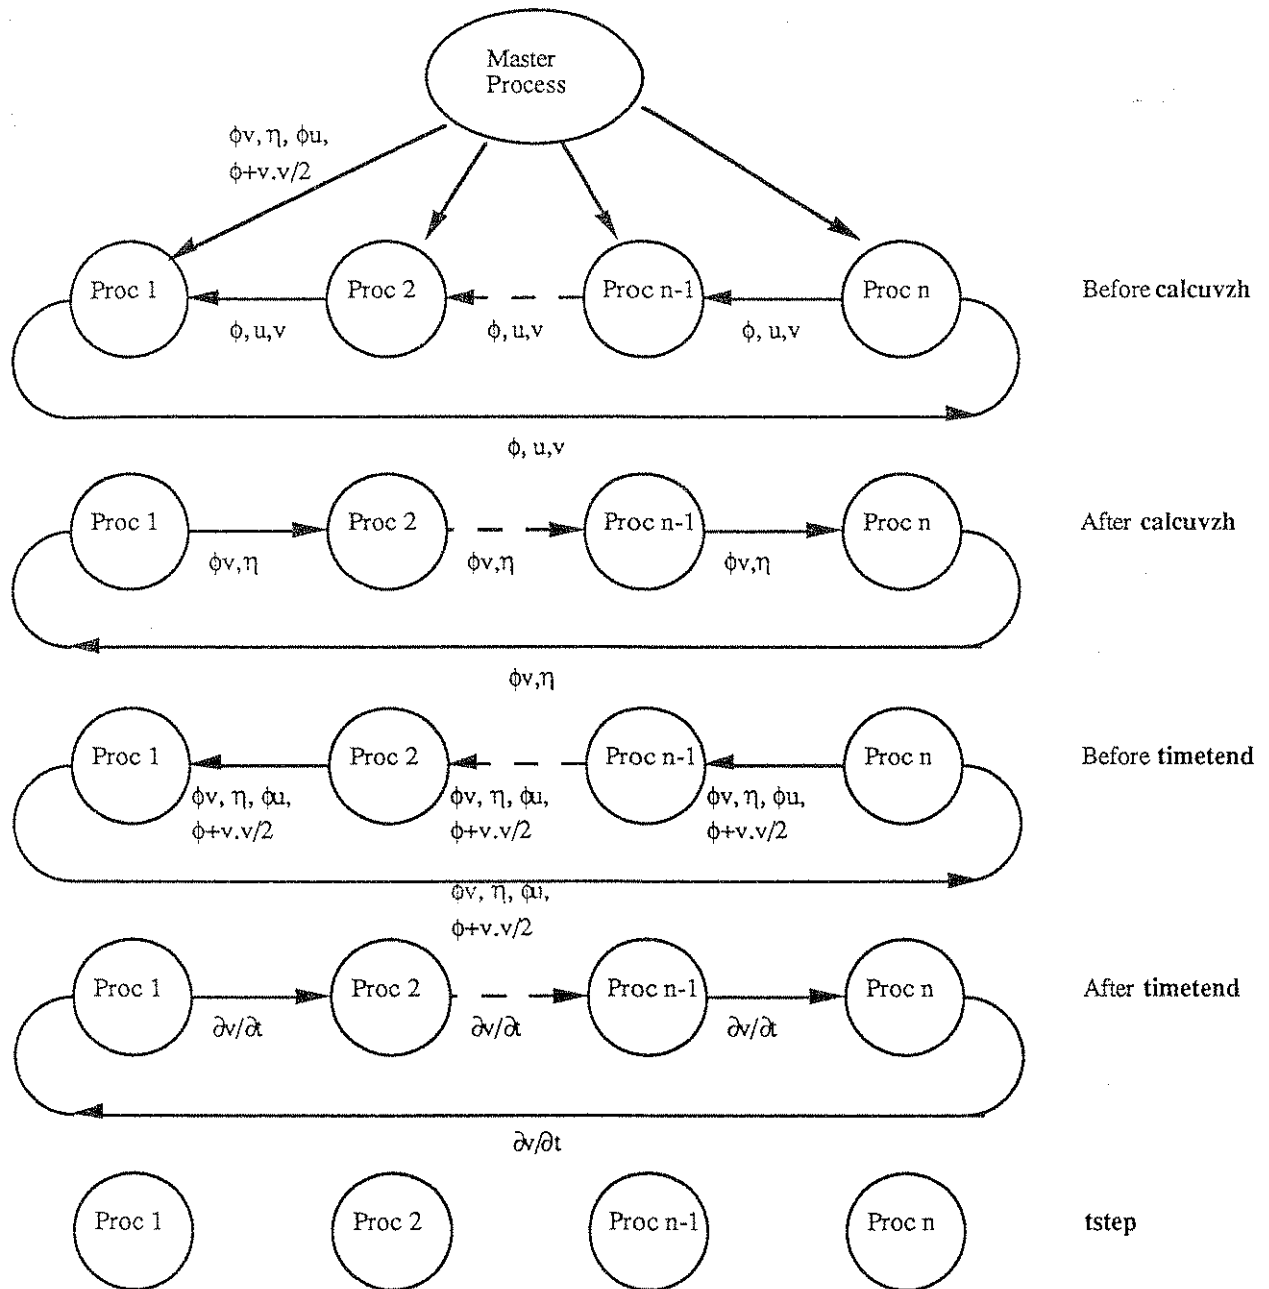 Master
Process
ϕv, η, ϕu,
ϕ+v.v/2
Proc 1
Proc 2
Proc n-1
Proc n
Before calcuvzh
ϕ, u,v
ϕ, u,v
ϕ, u,v
ϕ, u,v
Proc 1
Proc 2
Proc n-1
Proc n
After calcuvzh
ϕv,η
ϕv,η
ϕv,η
ϕv,η
Proc 1
Proc 2
Proc n-1
Proc n
Before timetend
ϕv, η, ϕu,
ϕ+v.v/2
ϕv, η, ϕu,
ϕ+v.v/2
ϕv, η, ϕu,
ϕ+v.v/2
ϕv, η, ϕu,
ϕ+v.v/2
Proc 1
Proc 2
Proc n-1
Proc n
After timetend
∂v/∂t
∂v/∂t
∂v/∂t
∂v/∂t
Proc 1
Proc 2
Proc n-1
Proc n
tstep